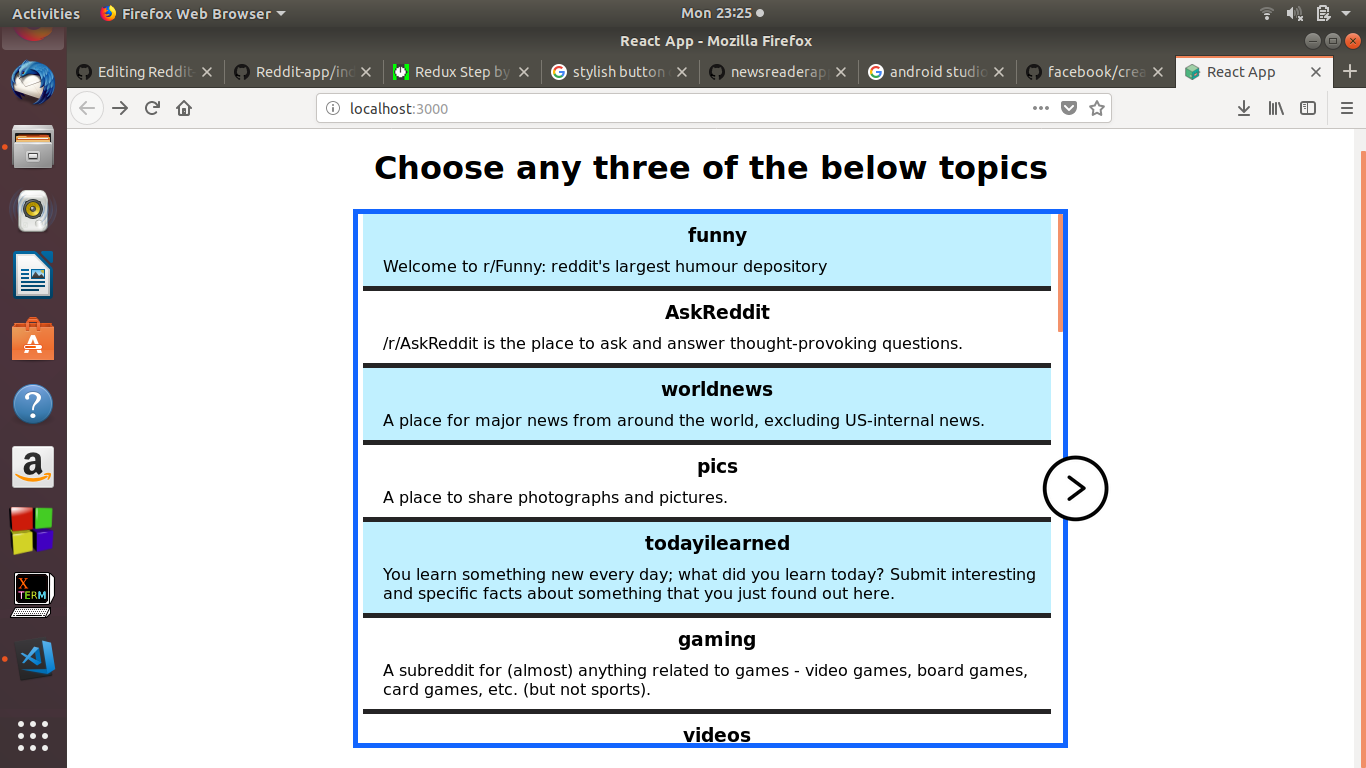 Activities Firefox Web Browser Mon 23:25
React App - Mozilla Firefox
Editing Reddit- Reddit-app/ind Redux Step by stylish button newsreaderap android studio facebook/crea React App
localhost:3000
Choose any three of the below topics
funny
Welcome to r/Funny: reddit's largest humour depository
AskReddit
/r/AskReddit is the place to ask and answer thought-provoking questions.
worldnews
A place for major news from around the world, excluding US-internal news.
pics
A place to share photographs and pictures.
todayilearned
You learn something new every day; what did you learn today? Submit interesting
and specific facts about something that you just found out here.
gaming
A subreddit for (almost) anything related to games - video games, board games,
card games, etc. (but not sports).
videos
X
TERM